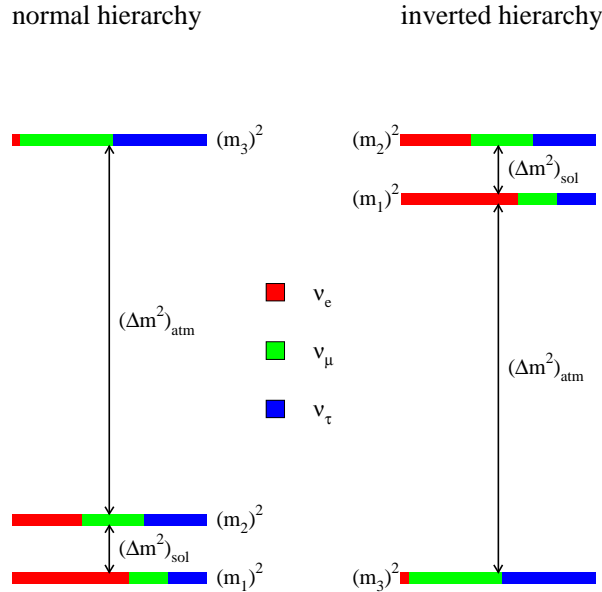 normal hierarchy
inverted hierarchy
(m₃)²
(m₂)²
(Δm²)sol
(m₁)²
νe
(Δm²)atm
νμ
(Δm²)atm
ντ
(m₂)²
(Δm²)sol
(m₁)²
(m₃)²